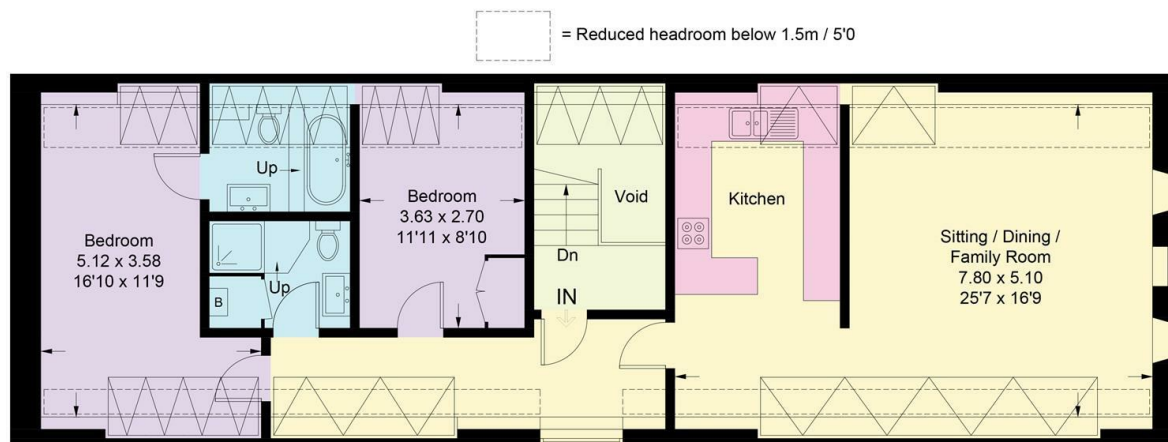 = Reduced headroom below 1.5m / 5'0
Up
Bedroom
3.63 x 2.70
11'11 x 8'10
Void
Kitchen
Bedroom
5.12 x 3.58
16'10 x 11'9
Sitting / Dining /
Family Room
7.80 x 5.10
25'7 x 16'9
Dn
Up
B
IN